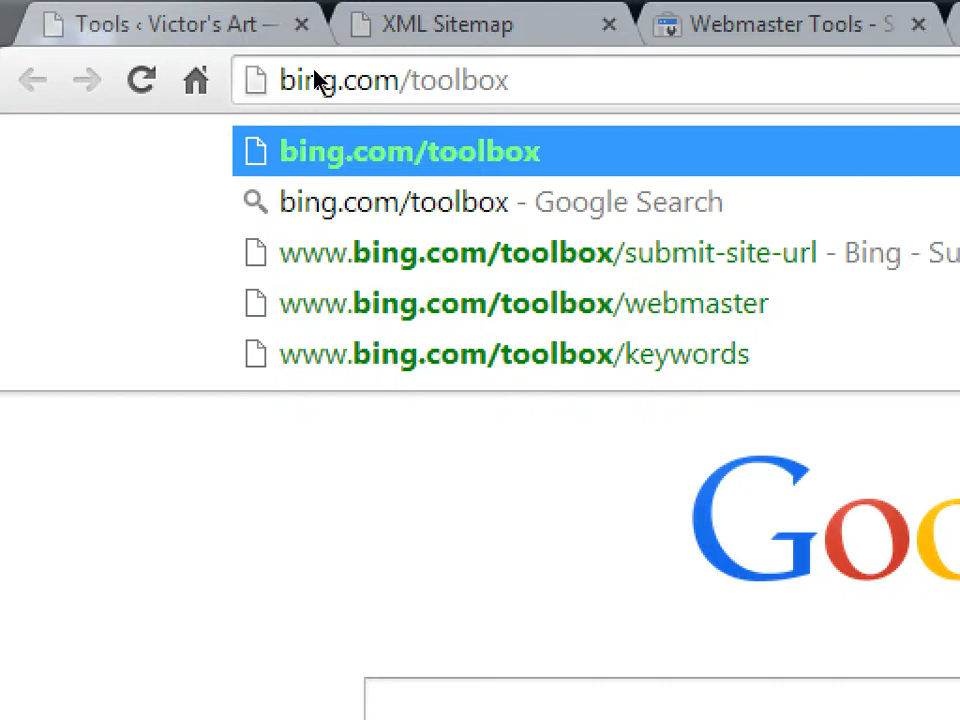 Tools ‹ Victor's Art —
XML Sitemap
Webmaster Tools - S
bing.com/toolbox
bing.com/toolbox
bing.com/toolbox - Google Search
www.bing.com/toolbox/submit-site-url - Bing - Su
www.bing.com/toolbox/webmaster
www.bing.com/toolbox/keywords
Goo